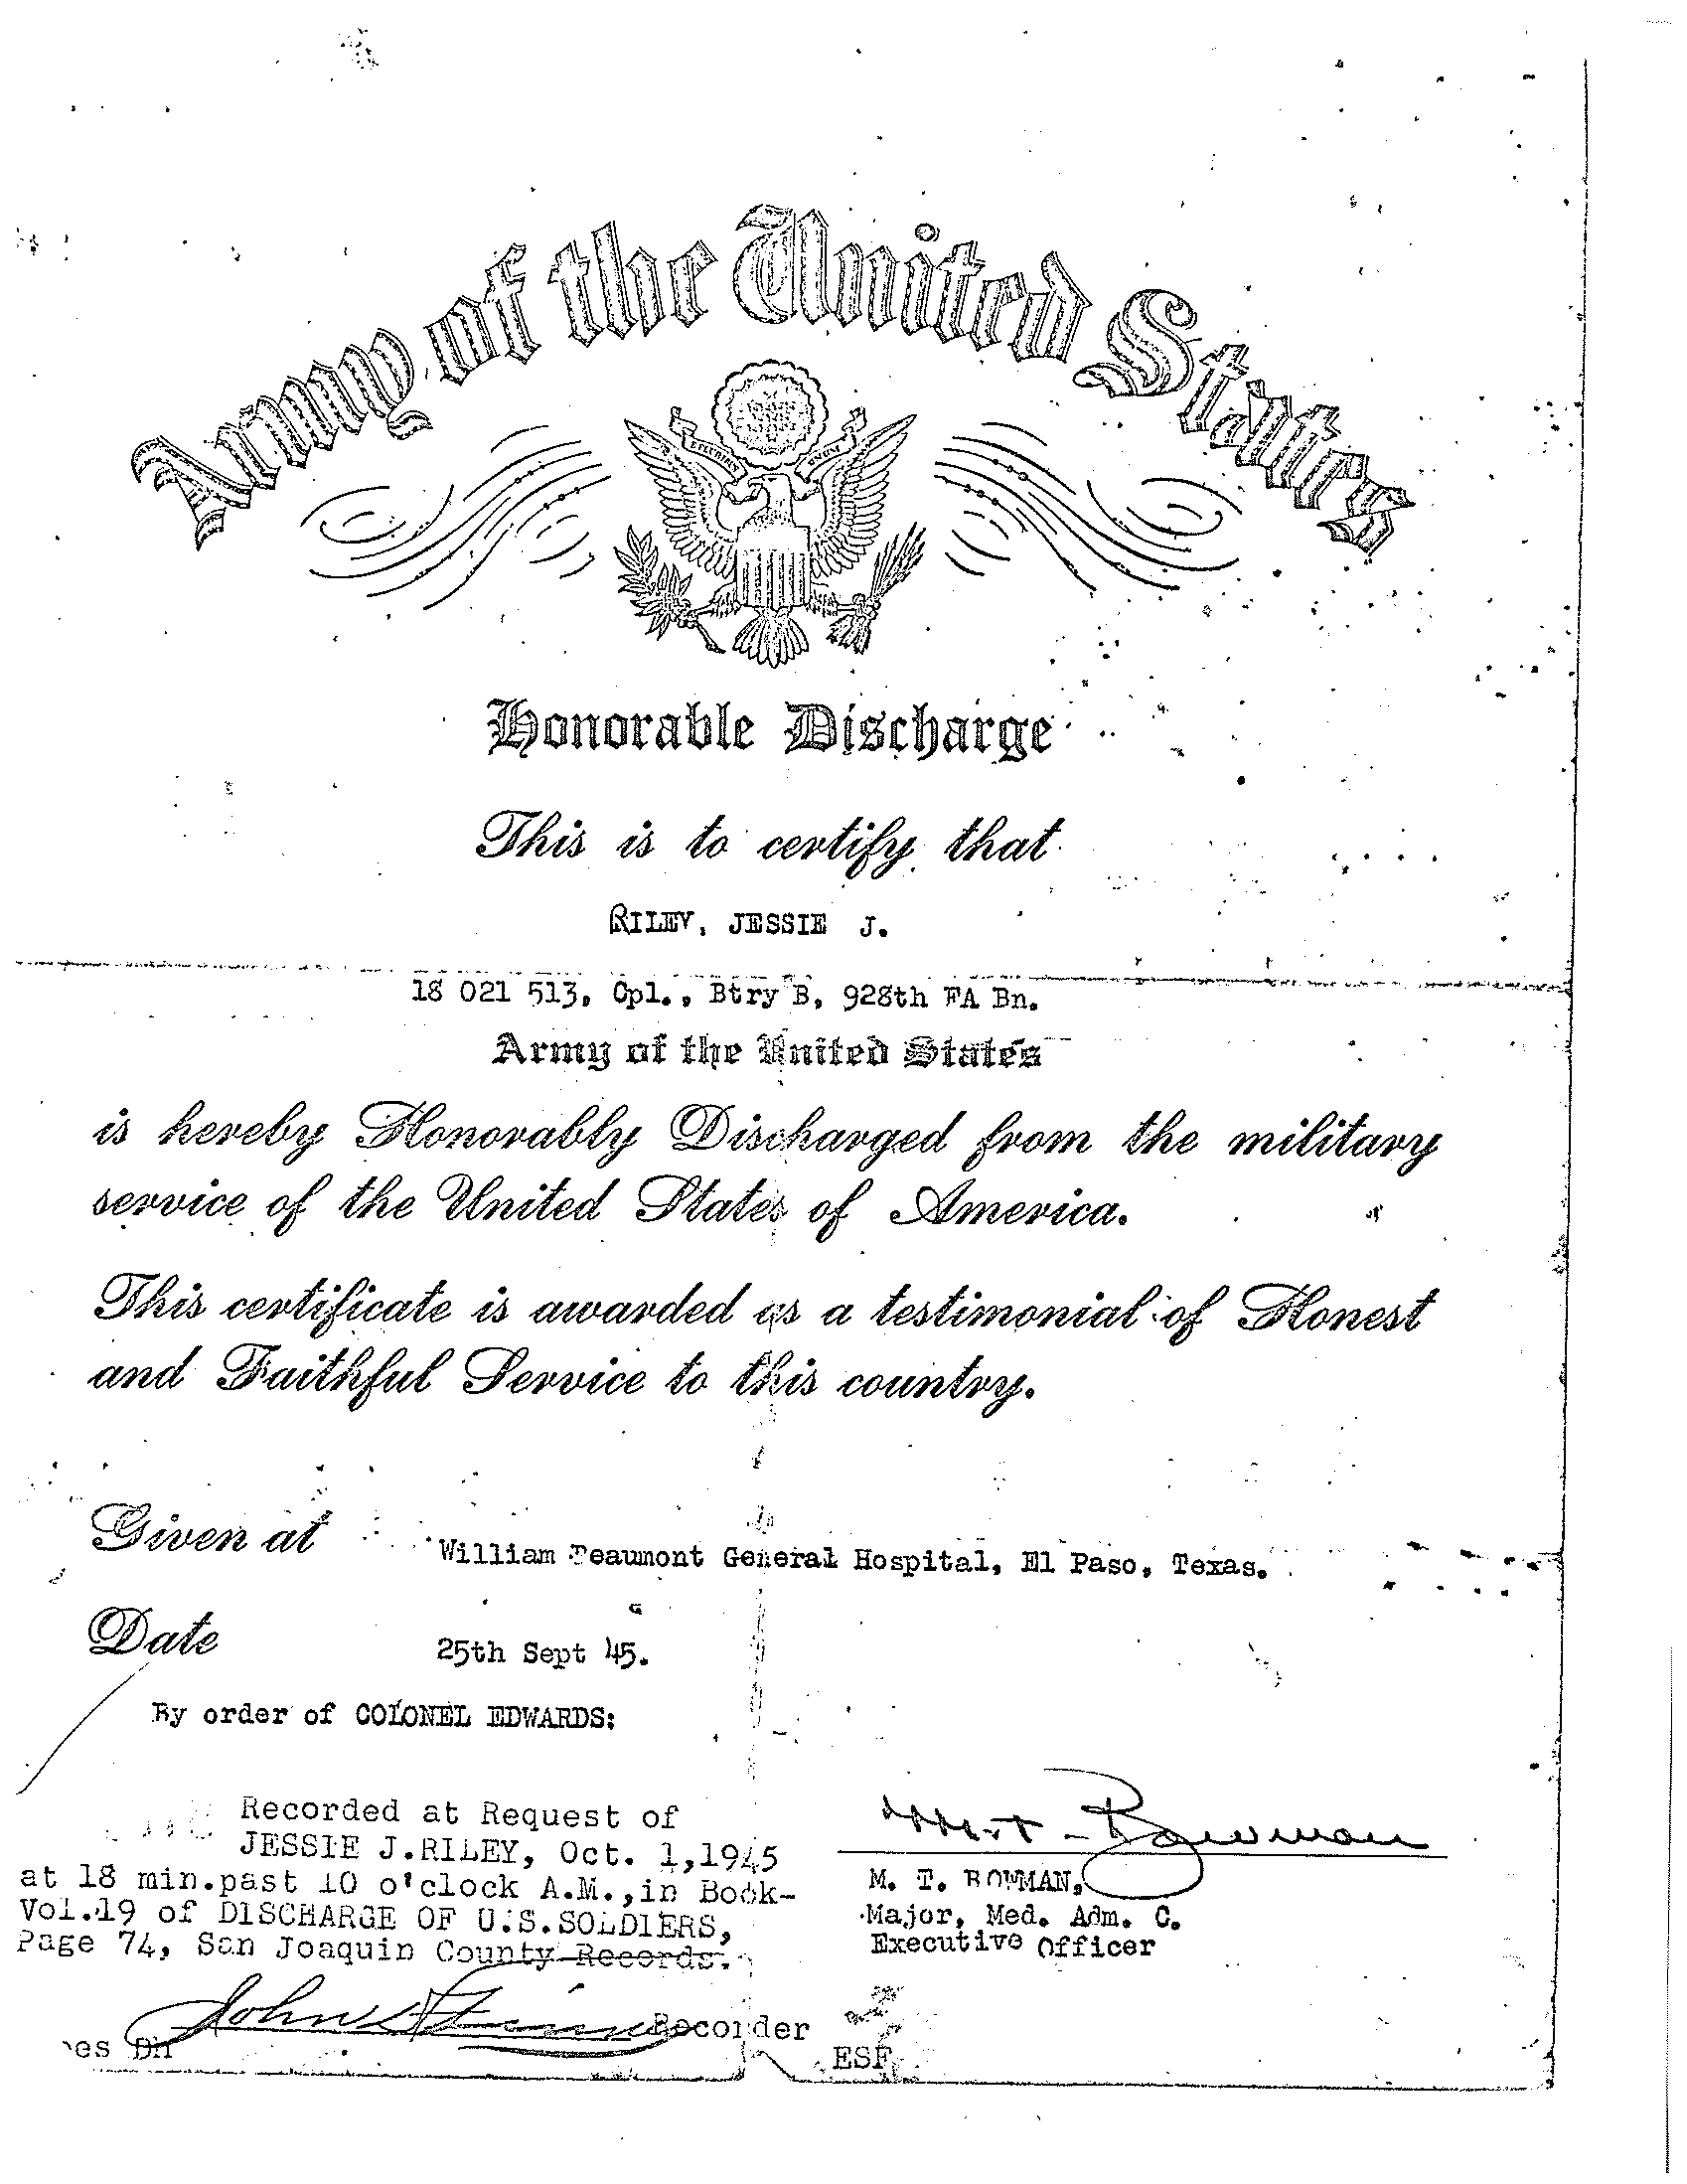 Army of the United States
Honorable Discharge
This is to certify that
RILEY, JESSIE J.
18 021 513, Cpl., Btry B, 928th FA Bn.
Army of the United States
is hereby Honorably Discharged from the military
service of the United States of America.
This certificate is awarded as a testimonial of Honest
and Faithful Service to this country.
Given at William Beaumont General Hospital, El Paso, Texas.
Date 25th Sept 45.
By order of COLONEL EDWARDS:
Recorded at Request of
JESSIE J.RILEY, Oct. 1,1945
at 18 min.past 10 o'clock A.M.,in Book-
Vol.19 of DISCHARGE OF U.S.SOLDIERS,
Page 74, San Joaquin County Records.
John Recorder
ESF
M. T. Bowman
M. T. BOWMAN,
Major, Med. Adm. C.
Executive Officer